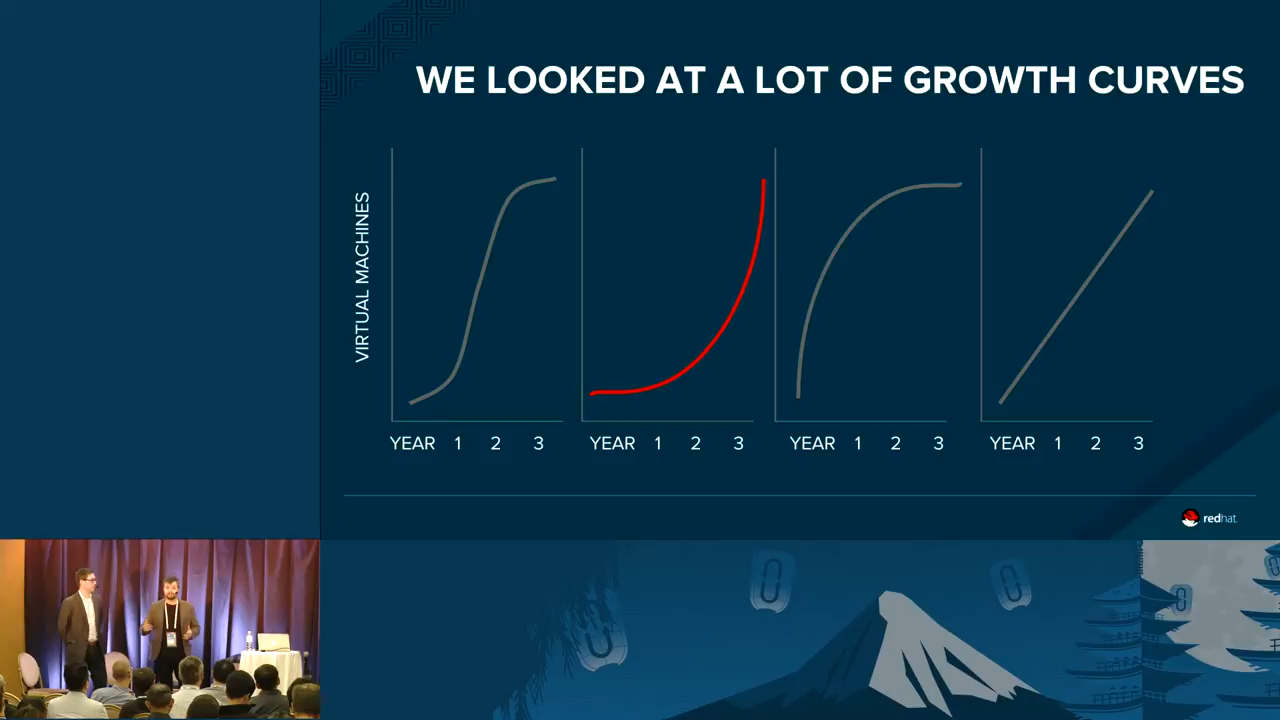 WE LOOKED AT A LOT OF GROWTH CURVES
VIRTUAL MACHINES
YEAR 1 2 3
YEAR 1 2 3
YEAR 1 2 3
YEAR 1 2 3
redhat